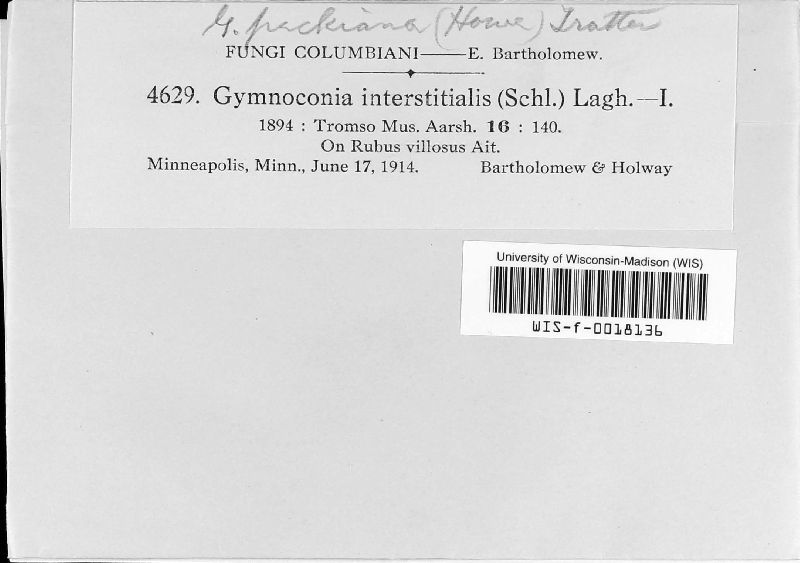 G. peckiana (Howe) Trotter
FUNGI COLUMBIANI—E. Bartholomew.
4629. Gymnoconia interstitialis (Schl.) Lagh.—I.
1894 : Tromso Mus. Aarsh. 16 : 140.
On Rubus villosus Ait.
Minneapolis, Minn., June 17, 1914. Bartholomew & Holway
University of Wisconsin-Madison (WIS)
WIS-f-0018136